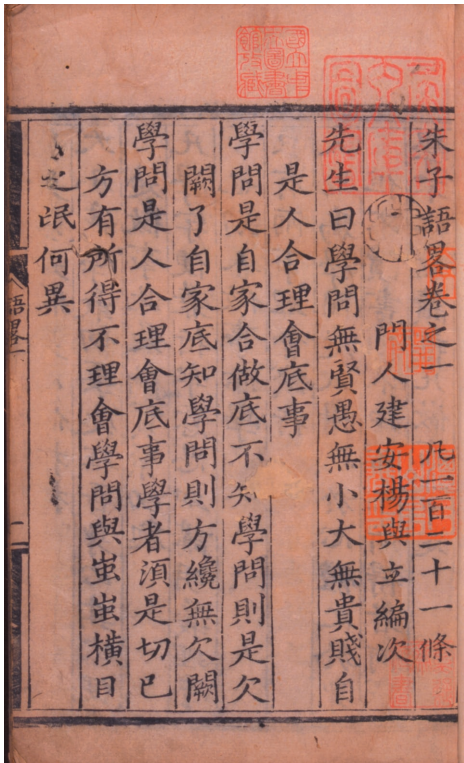 朱子語畧卷之一 凡一百二十一條
門人建安楊與立編次
先生曰學問無賢愚無小大無貴賤自
是人合理會底事
學問是自家合做底不知學問則是欠
闕了自家底知學問則方纔無欠闕
學問是人合理會底事學者須是切己
方有所得不理會學問與蚩蚩橫目
之氓何異
語畧一